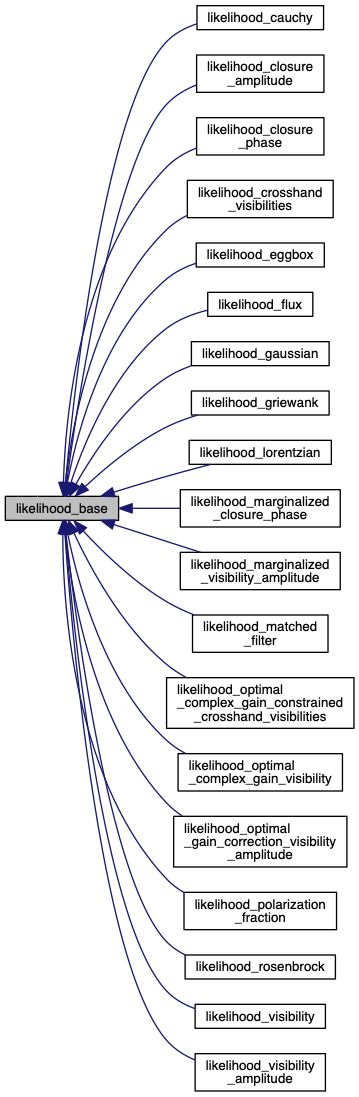 likelihood_cauchy
likelihood_closure
_amplitude
likelihood_closure
_phase
likelihood_crosshand
_visibilities
likelihood_eggbox
likelihood_flux
likelihood_gaussian
likelihood_griewank
likelihood_lorentzian
likelihood_base
likelihood_marginalized
_closure_phase
likelihood_marginalized
_visibility_amplitude
likelihood_matched
_filter
likelihood_optimal
_complex_gain_constrained
_crosshand_visibilities
likelihood_optimal
_complex_gain_visibility
likelihood_optimal
_gain_correction_visibility
_amplitude
likelihood_polarization
_fraction
likelihood_rosenbrock
likelihood_visibility
likelihood_visibility
_amplitude